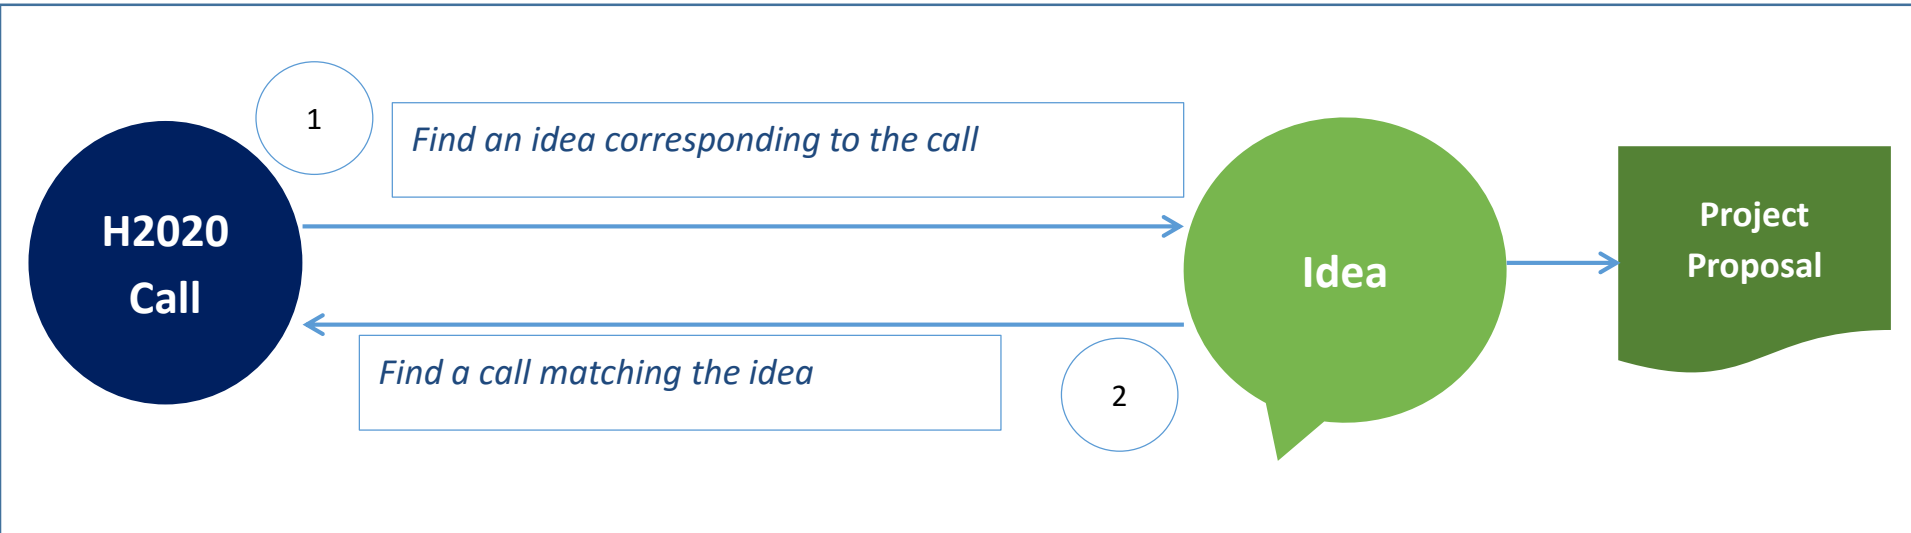 1
Find an idea corresponding to the call
H2020
Call
Idea
Project
Proposal
Find a call matching the idea
2